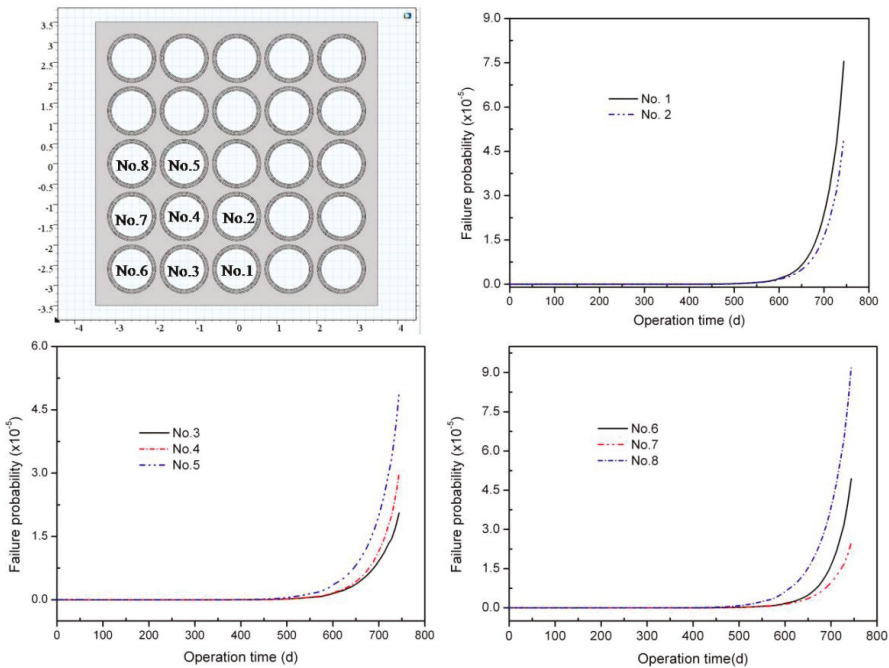 3.5
3
2.5
2
1.5
1
0.5
0
-0.5
-1
-1.5
-2
-2.5
-3
-3.5
-4 -3 -2 -1 0 1 2 3 4
No.8 No.5
No.7 No.4 No.2
No.6 No.3 No.1
Failure probability (x10⁻⁵)
9.0
7.5
6.0
4.5
3.0
1.5
0.0
No. 1
No. 2
0 100 200 300 400 500 600 700 800
Operation time (d)
Failure probability (x10⁻⁵)
6.0
4.5
3.0
1.5
0.0
No.3
No.4
No.5
0 100 200 300 400 500 600 700 800
Operation time (d)
Failure probability (x10⁻⁵)
9.0
7.5
6.0
4.5
3.0
1.5
0.0
No.6
No.7
No.8
0 100 200 300 400 500 600 700 800
Operation time(d)